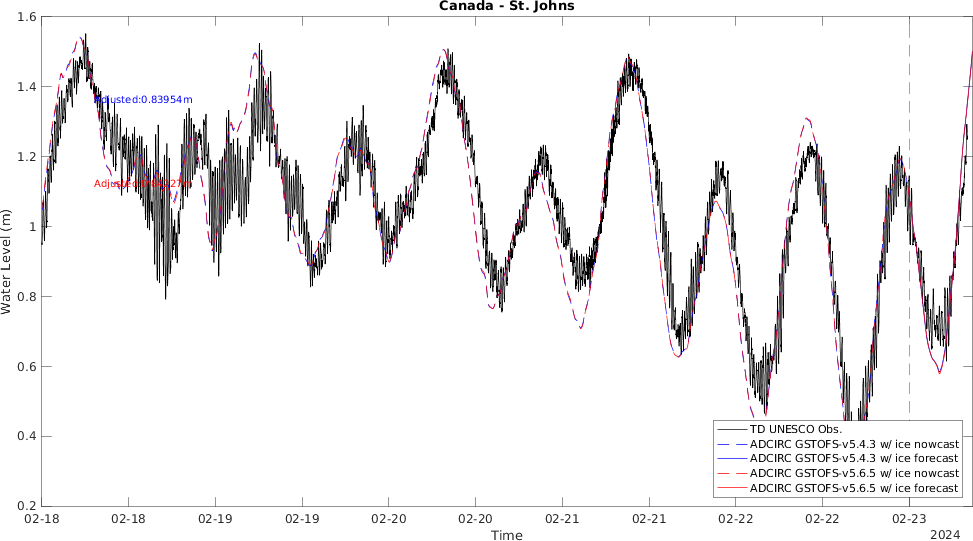 Canada - St. Johns
1.6
1.4
1.2
1
0.8
0.6
0.4
0.2
Water Level (m)
Adjusted:0.83954m
TD UNESCO Obs.
ADCIRC GSTOFS-v5.4.3 w/ ice nowcast
ADCIRC GSTOFS-v5.4.3 w/ ice forecast
ADCIRC GSTOFS-v5.6.5 w/ ice nowcast
ADCIRC GSTOFS-v5.6.5 w/ ice forecast
02-18 02-18 02-19 02-19 02-20 02-20 02-21 02-21 02-22 02-22 02-23
Time
2024